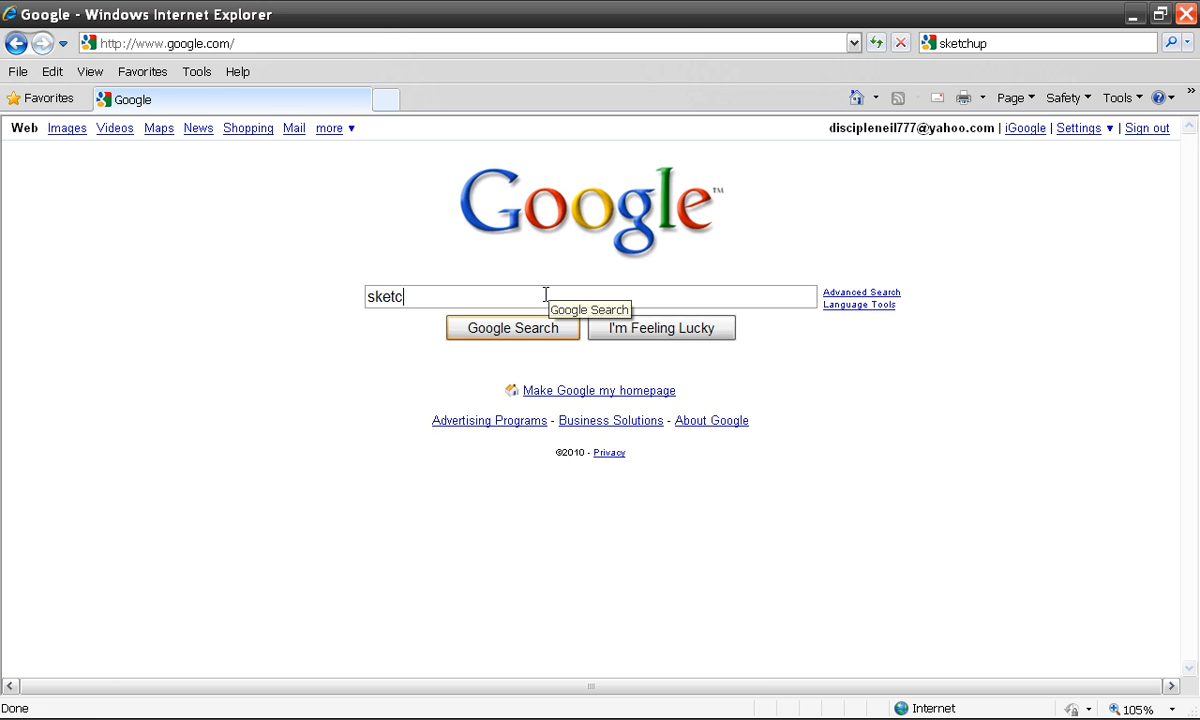 Google - Windows Internet Explorer
http://www.google.com/
sketchup
File Edit View Favorites Tools Help
Favorites Google Page Safety Tools
Web Images Videos Maps News Shopping Mail more discipleneil777@yahoo.com | iGoogle | Settings | Sign out
Google™
sketc
Advanced Search
Language Tools
Google Search
Google Search I'm Feeling Lucky
Make Google my homepage
Advertising Programs - Business Solutions - About Google
©2010 - Privacy
Done Internet 105%